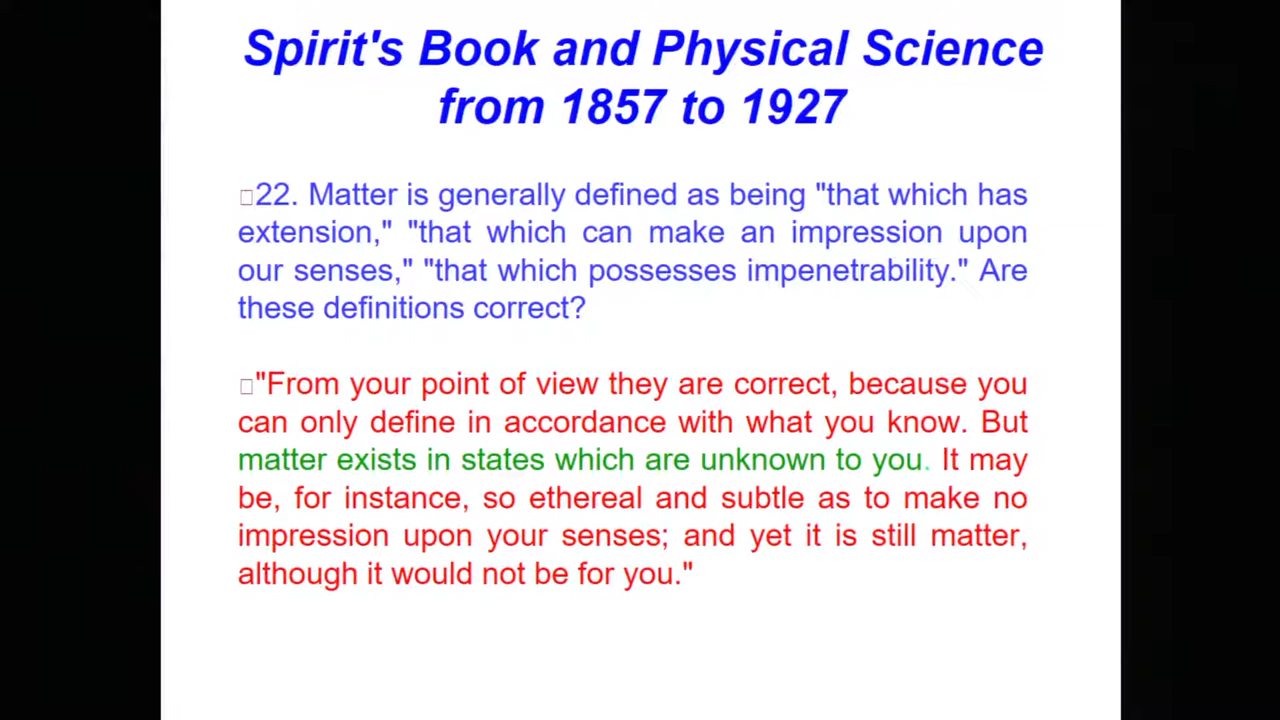 Spirit's Book and Physical Science
from 1857 to 1927
22. Matter is generally defined as being "that which has
extension," "that which can make an impression upon
our senses," "that which possesses impenetrability." Are
these definitions correct?
"From your point of view they are correct, because you
can only define in accordance with what you know. But
matter exists in states which are unknown to you. It may
be, for instance, so ethereal and subtle as to make no
impression upon your senses; and yet it is still matter,
although it would not be for you."